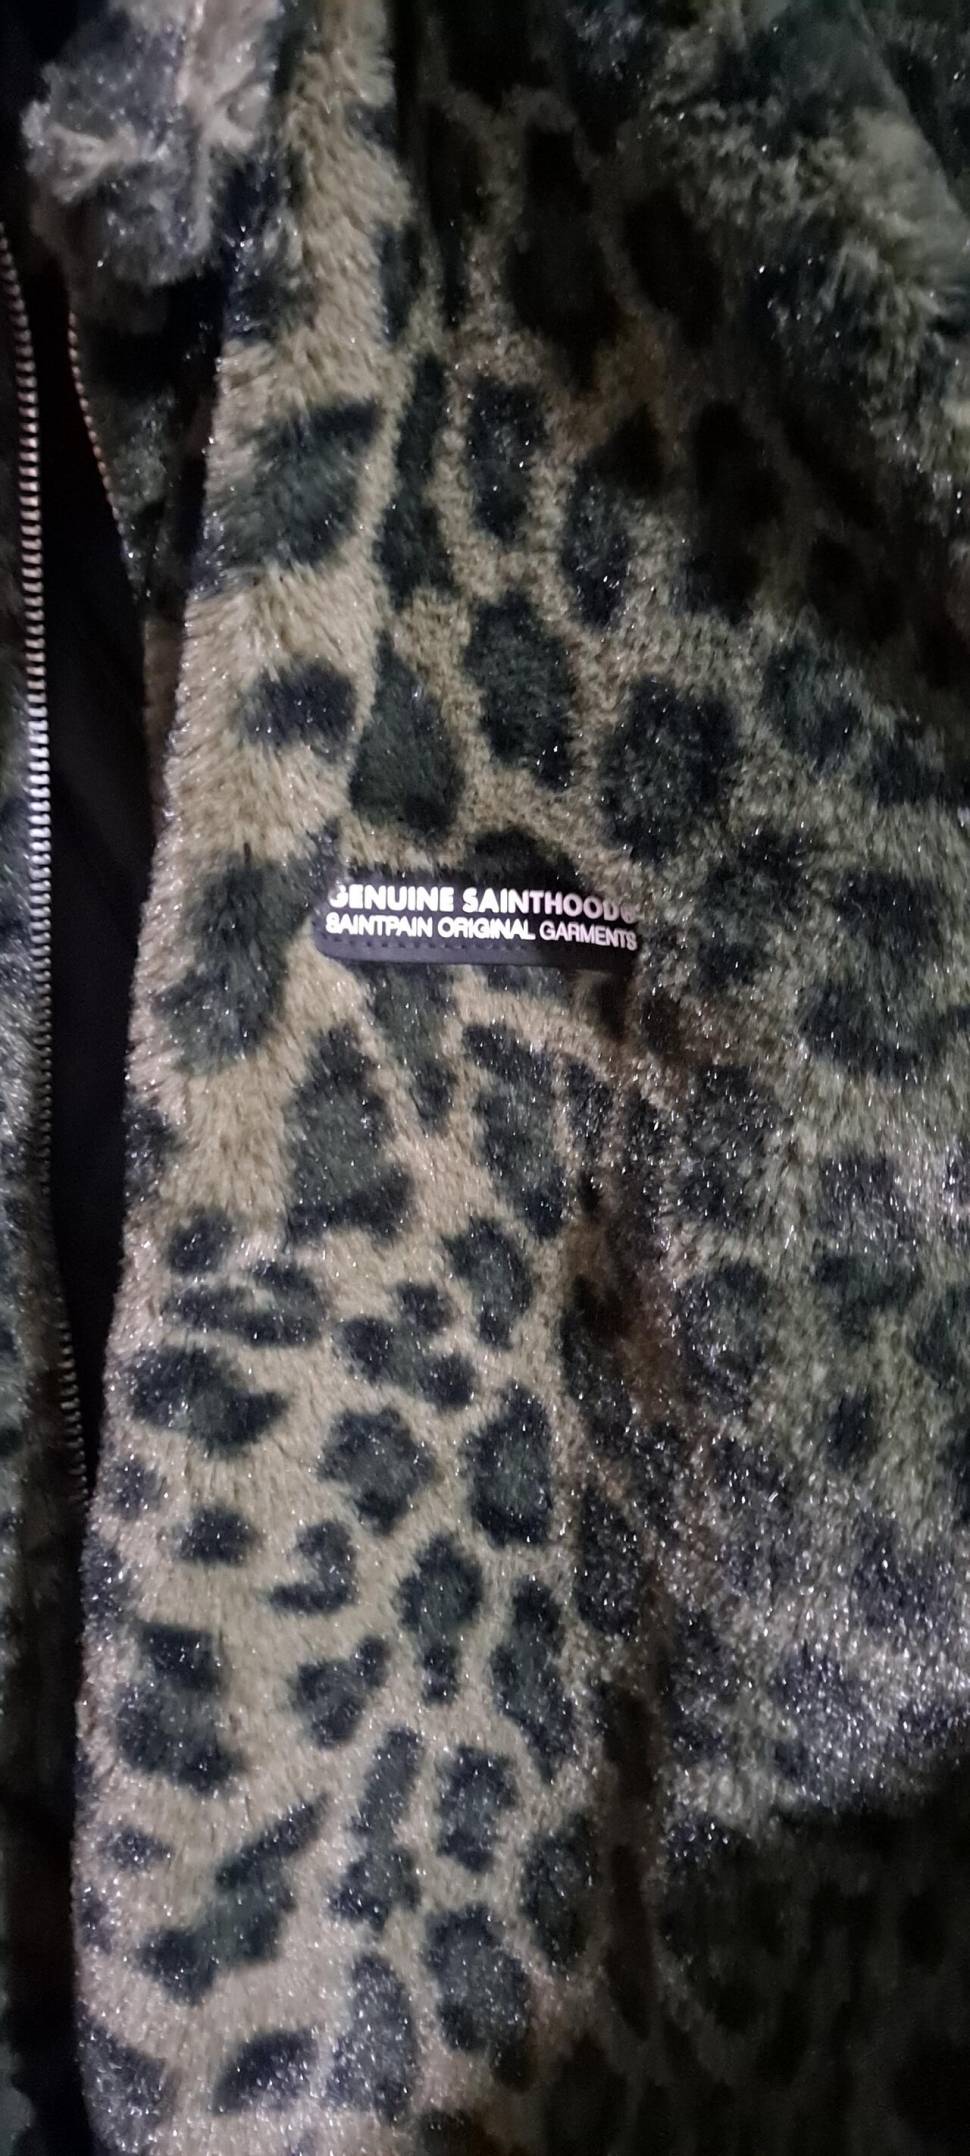 GENUINE SAINTHOOD®
SAINTPAIN ORIGINAL GARMENTS